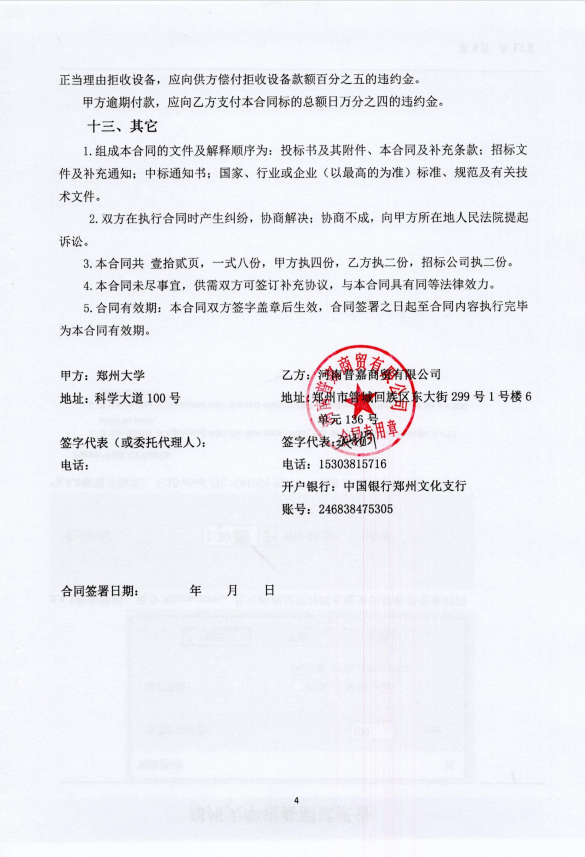 正当理由拒收设备，应向供方偿付拒收设备款额百分之五的违约金。
甲方逾期付款，应向乙方支付本合同标的总额日万分之四的违约金。
十三、其它
1.组成本合同的文件及解释顺序为：投标书及其附件、本合同及补充条款；招标文
件及补充通知；中标通知书；国家、行业或企业（以最高的为准）标准、规范及有关技
术文件。
2.双方在执行合同时产生纠纷，协商解决；协商不成，向甲方所在地人民法院提起
诉讼。
3.本合同共 壹拾贰页，一式八份，甲方执四份，乙方执二份，招标公司执二份。
4.本合同未尽事宜，供需双方可签订补充协议，与本合同具有同等法律效力。
5.合同有效期：本合同双方签字盖章后生效，合同签署之日起至合同内容执行完毕
为本合同有效期。
甲方：郑州大学
乙方：河南普嘉商贸有限公司
地址：科学大道 100 号
地址：郑州市管城回族区东大街 299 号 1 号楼 6
单元 136 号
签字代表（或委托代理人）：
签字代表：
电话：
电话：15303815716
开户银行：中国银行郑州文化支行
账号：246838475305
合同签署日期： 年 月 日
河南普嘉商贸有限公司
合同专用章
4